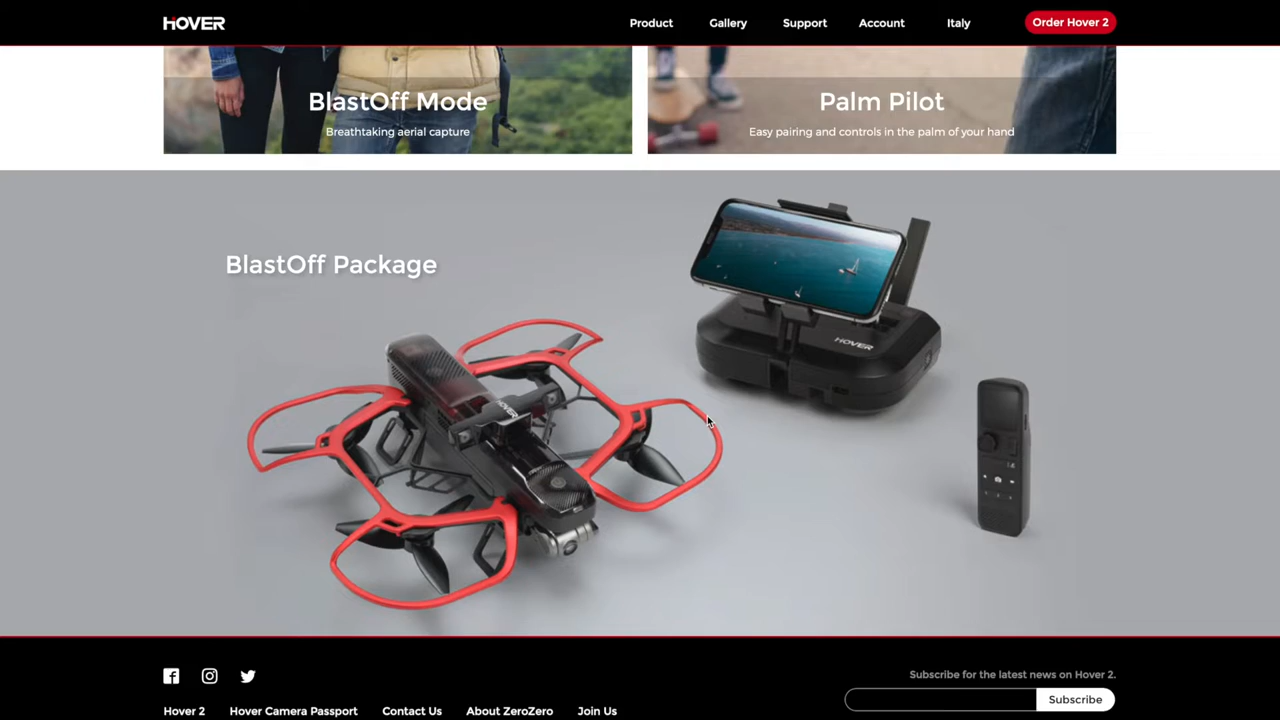 HOVER
Product Gallery Support Account Italy Order Hover 2
BlastOff Mode
Breathtaking aerial capture
Palm Pilot
Easy pairing and controls in the palm of your hand
BlastOff Package
HOVER
HOVER
Subscribe for the latest news on Hover 2.
Subscribe
Hover 2 Hover Camera Passport Contact Us About ZeroZero Join Us